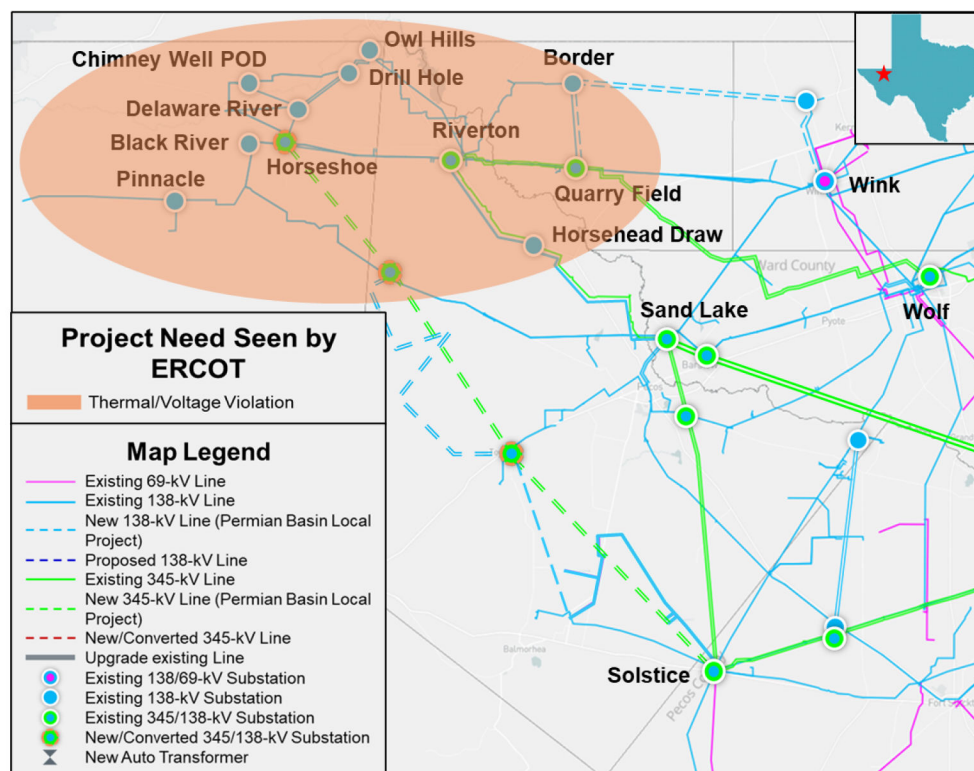 Owl Hills
Chimney Well POD
Border
Drill Hole
Delaware River
Black River
Riverton
Horseshoe
Pinnacle
Quarry Field
Wink
Horsehead Draw
Ward County
Wolf
Sand Lake
Pyote
Pecos
Solstice
Balmorhea
Project Need Seen by
ERCOT
Thermal/Voltage Violation
Map Legend
Existing 69-kV Line
Existing 138-kV Line
New 138-kV Line (Permian Basin Local
Project)
Proposed 138-kV Line
Existing 345-kV Line
New 345-kV Line (Permian Basin Local
Project)
New/Converted 345-kV Line
Upgrade existing Line
Existing 138/69-kV Substation
Existing 138-kV Substation
Existing 345/138-kV Substation
New/Converted 345/138-kV Substation
New Auto Transformer